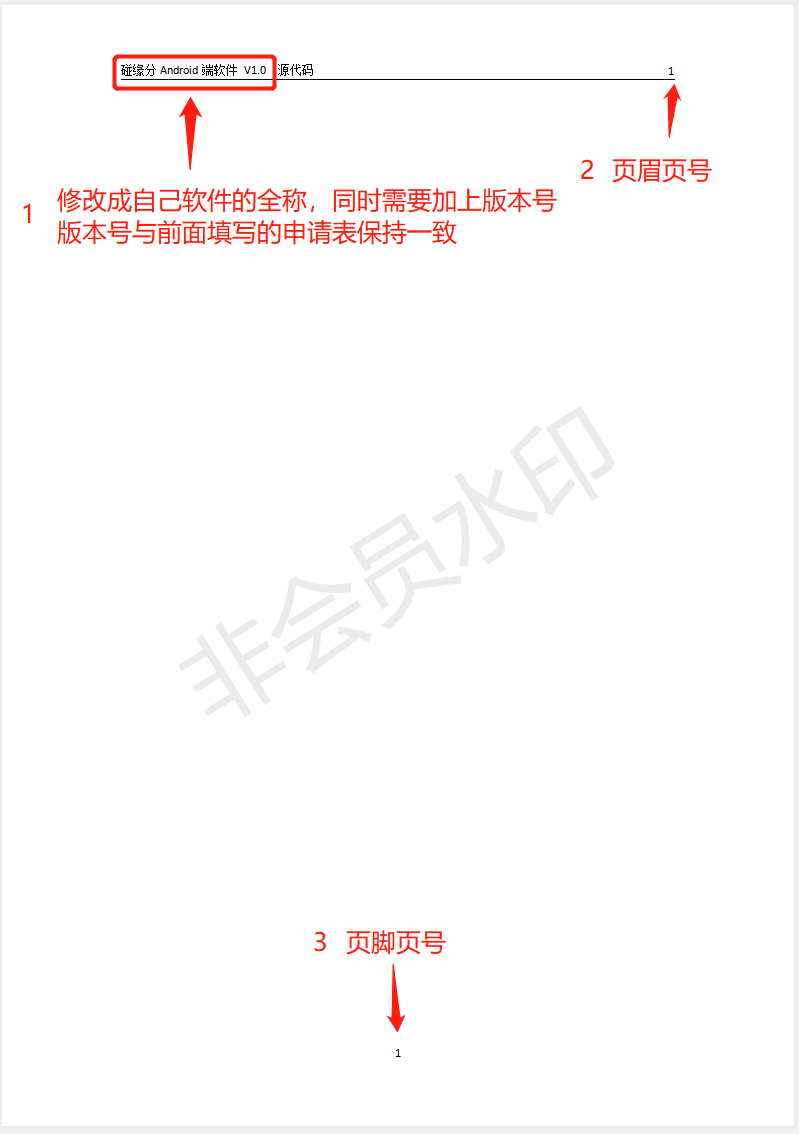 碰缘分 Android 端软件 V1.0 源代码 1
2 页眉页号
1 修改成自己软件的全称，同时需要加上版本号
版本号与前面填写的申请表保持一致
非会员水印
3 页脚页号
1